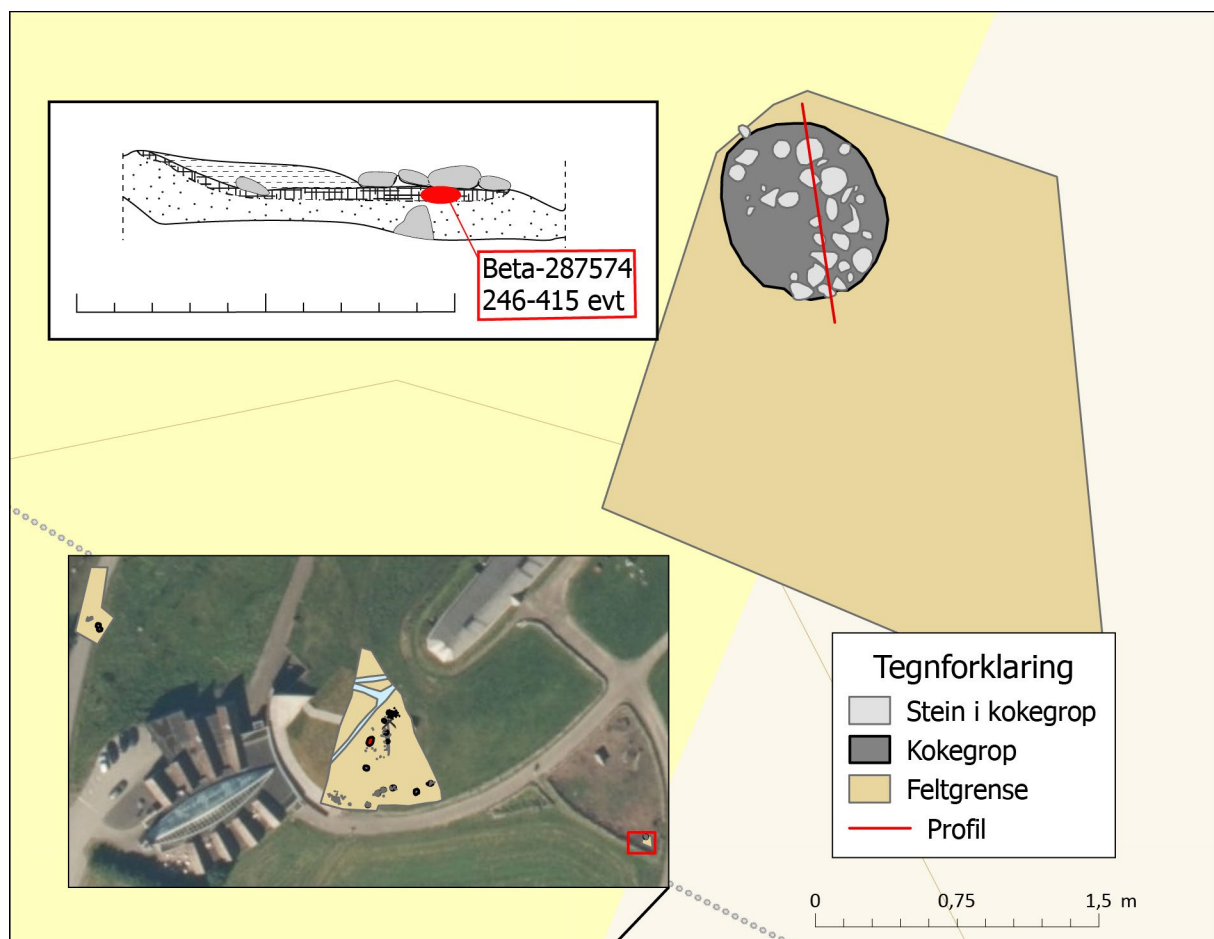 Beta-287574
246-415 evt
Tegnforklaring
Stein i kokegrop
Kokegrop
Feltgrense
Profil
0 0,75 1,5 m